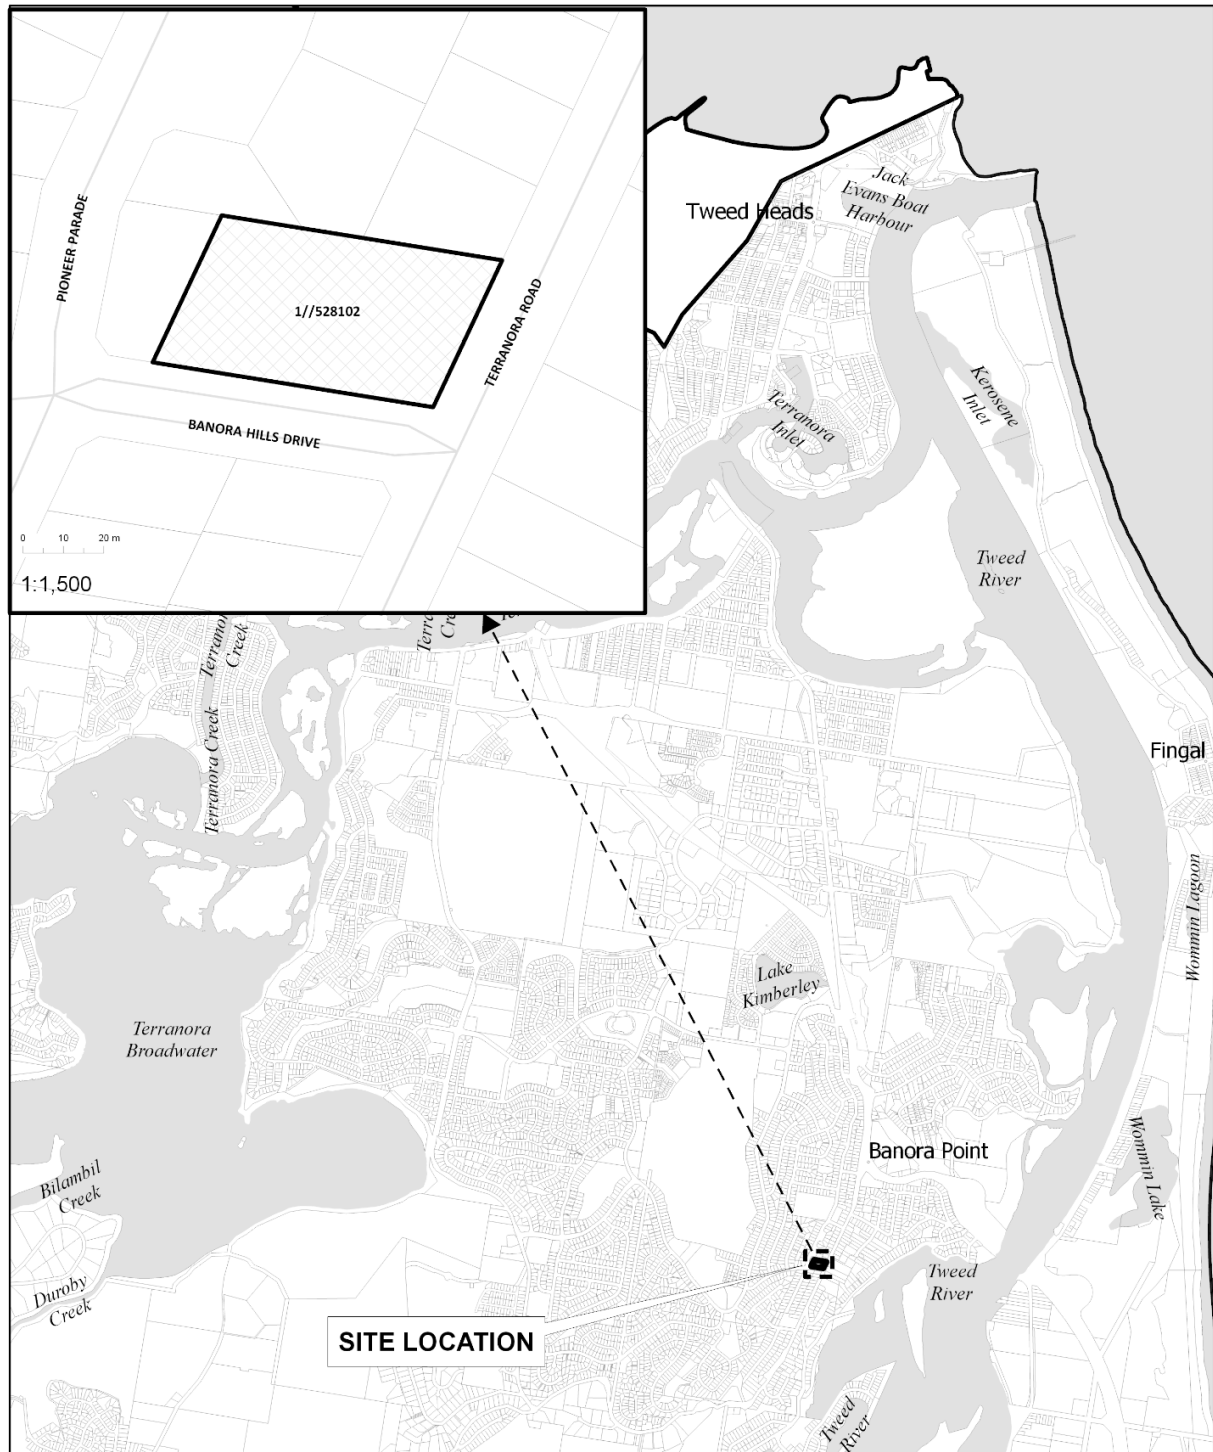 PIONEER PARADE
1//528102
TERRANORA ROAD
BANORA HILLS DRIVE
0 10 20 m
1:1,500
Tweed Heads
Jack
Evans Boat
Harbour
Kerosene
Inlet
Terranora
Inlet
Tweed
River
Creek
Fingal
Terranora Creek
Wommin Lagoon
Lake
Kimberley
Terranora
Broadwater
Banora Point
Wommin Lake
Bilambil
Creek
Duroby
Creek
Tweed
River
SITE LOCATION
Tweed
River